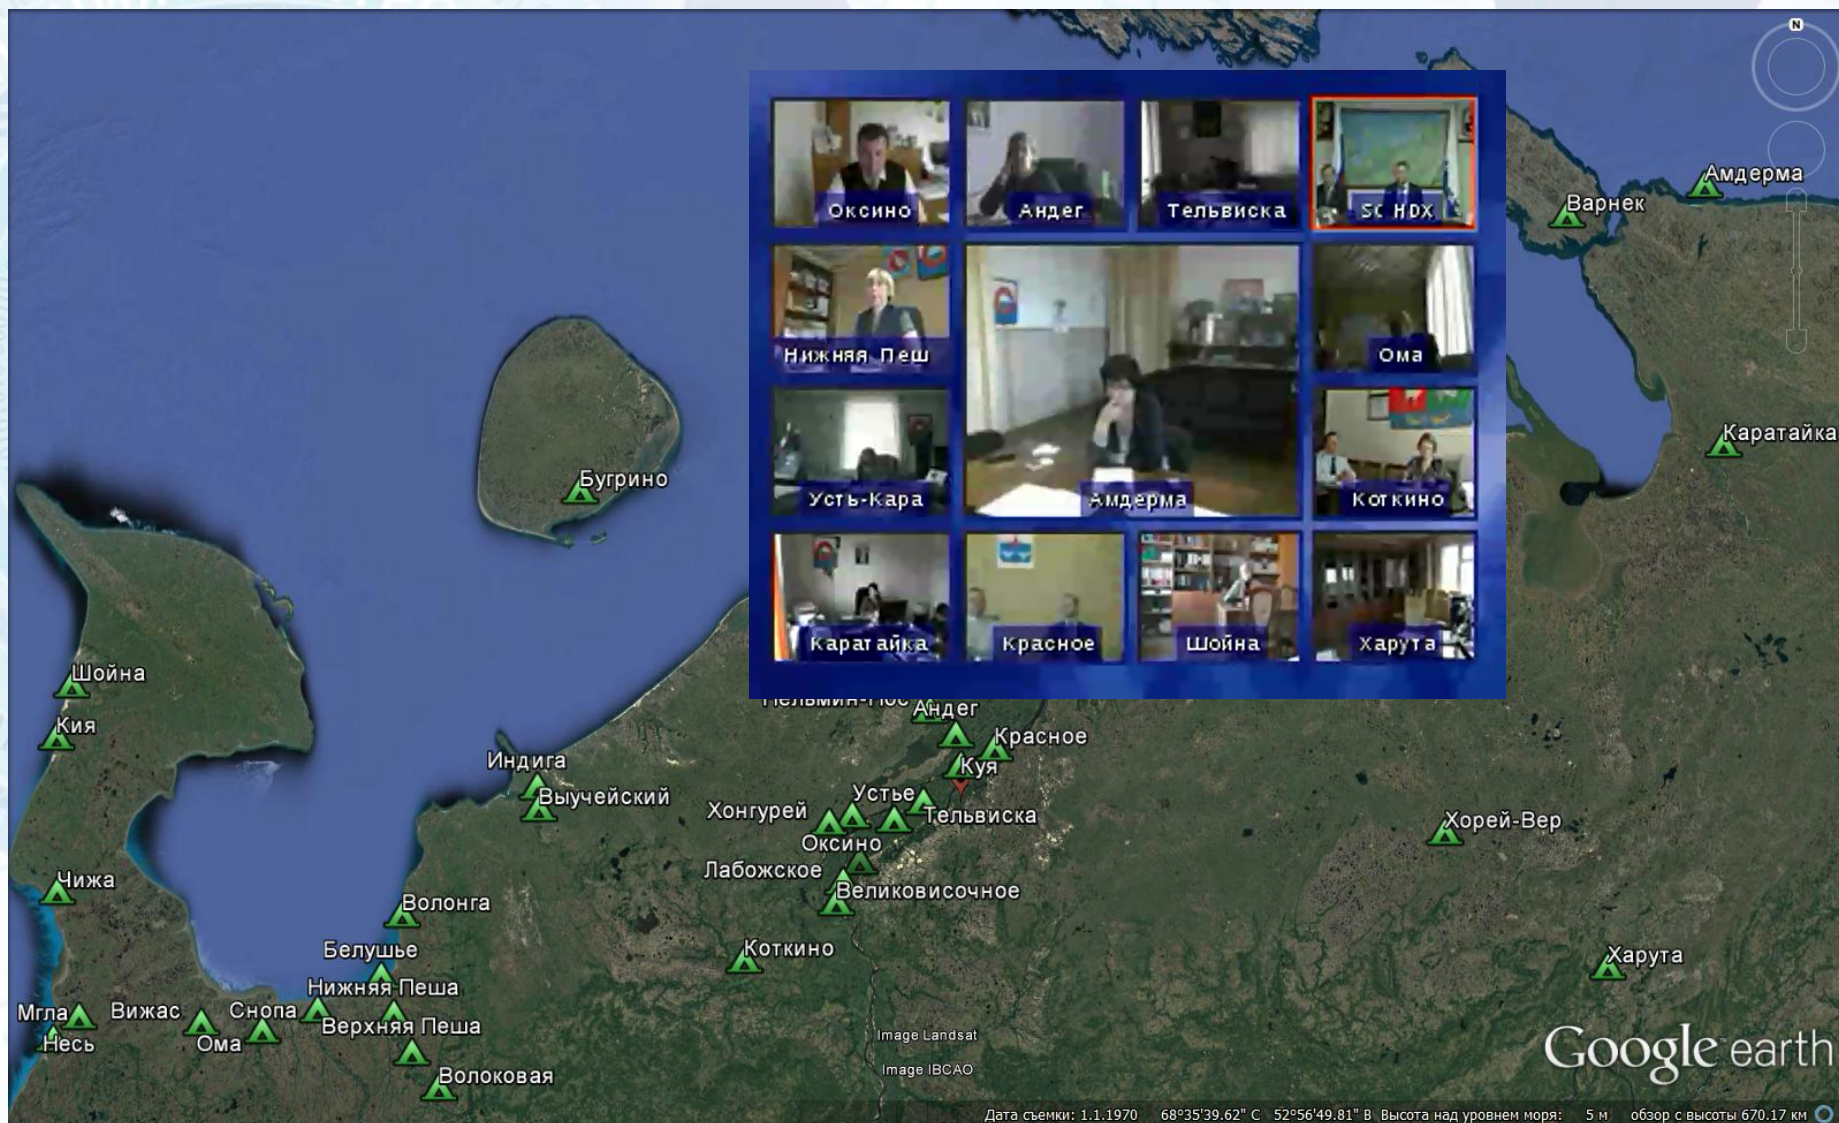 N
Амдерма
Варнек
Оксино
Андег
Тельвиска
SC HDX
Нижняя Пеш
Ома
Усть-Кара
Амдерма
Коткино
Каратайка
Красное
Шойна
Харута
Каратайка
Бугрино
Шойна
Кия
Андег
Красное
Куя
Индига
Выучейский
Хонгурей
Устье
Тельвиска
Оксино
Лабожское
Великовисочное
Хорей-Вер
Чижа
Волонга
Белушье
Коткино
Харута
Нижняя Пеша
Мгла
Вижас
Снопа
Верхняя Пеша
Несь
Ома
Волоковая
Image Landsat
Image IBCAO
Google earth
Дата съемки: 1.1.1970 68°35'39.62" С 52°56'49.81" В Высота над уровнем моря: 5 м обзор с высоты 670.17 км